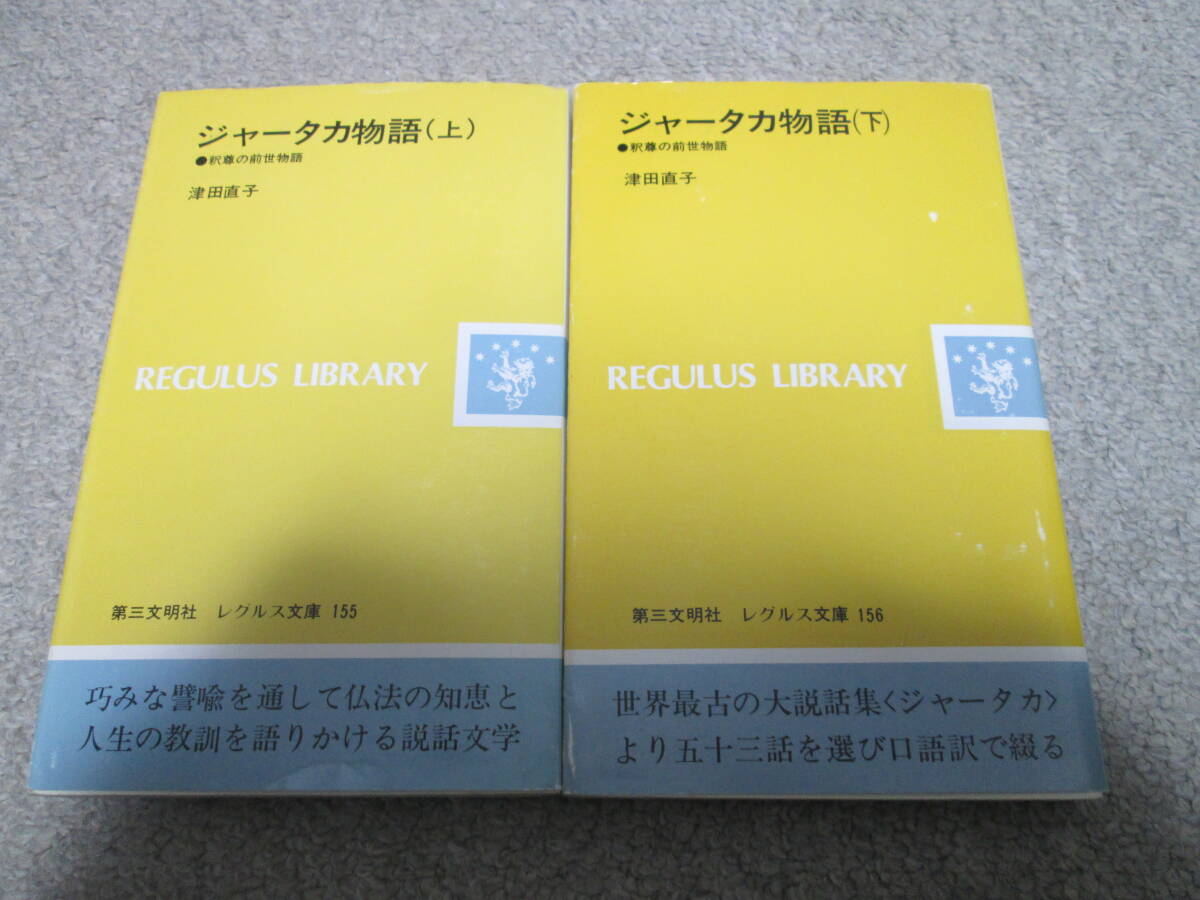 ジャータカ物語(上)
●釈尊の前世物語
津田直子
REGULUS LIBRARY
第三文明社 レグルス文庫 155
巧みな譬喩を通して仏法の知恵と
人生の教訓を語りかける説話文学
ジャータカ物語(下)
●釈尊の前世物語
津田直子
REGULUS LIBRARY
第三文明社 レグルス文庫 156
世界最古の大説話集〈ジャータカ〉
より五十三話を選び口語訳で綴る